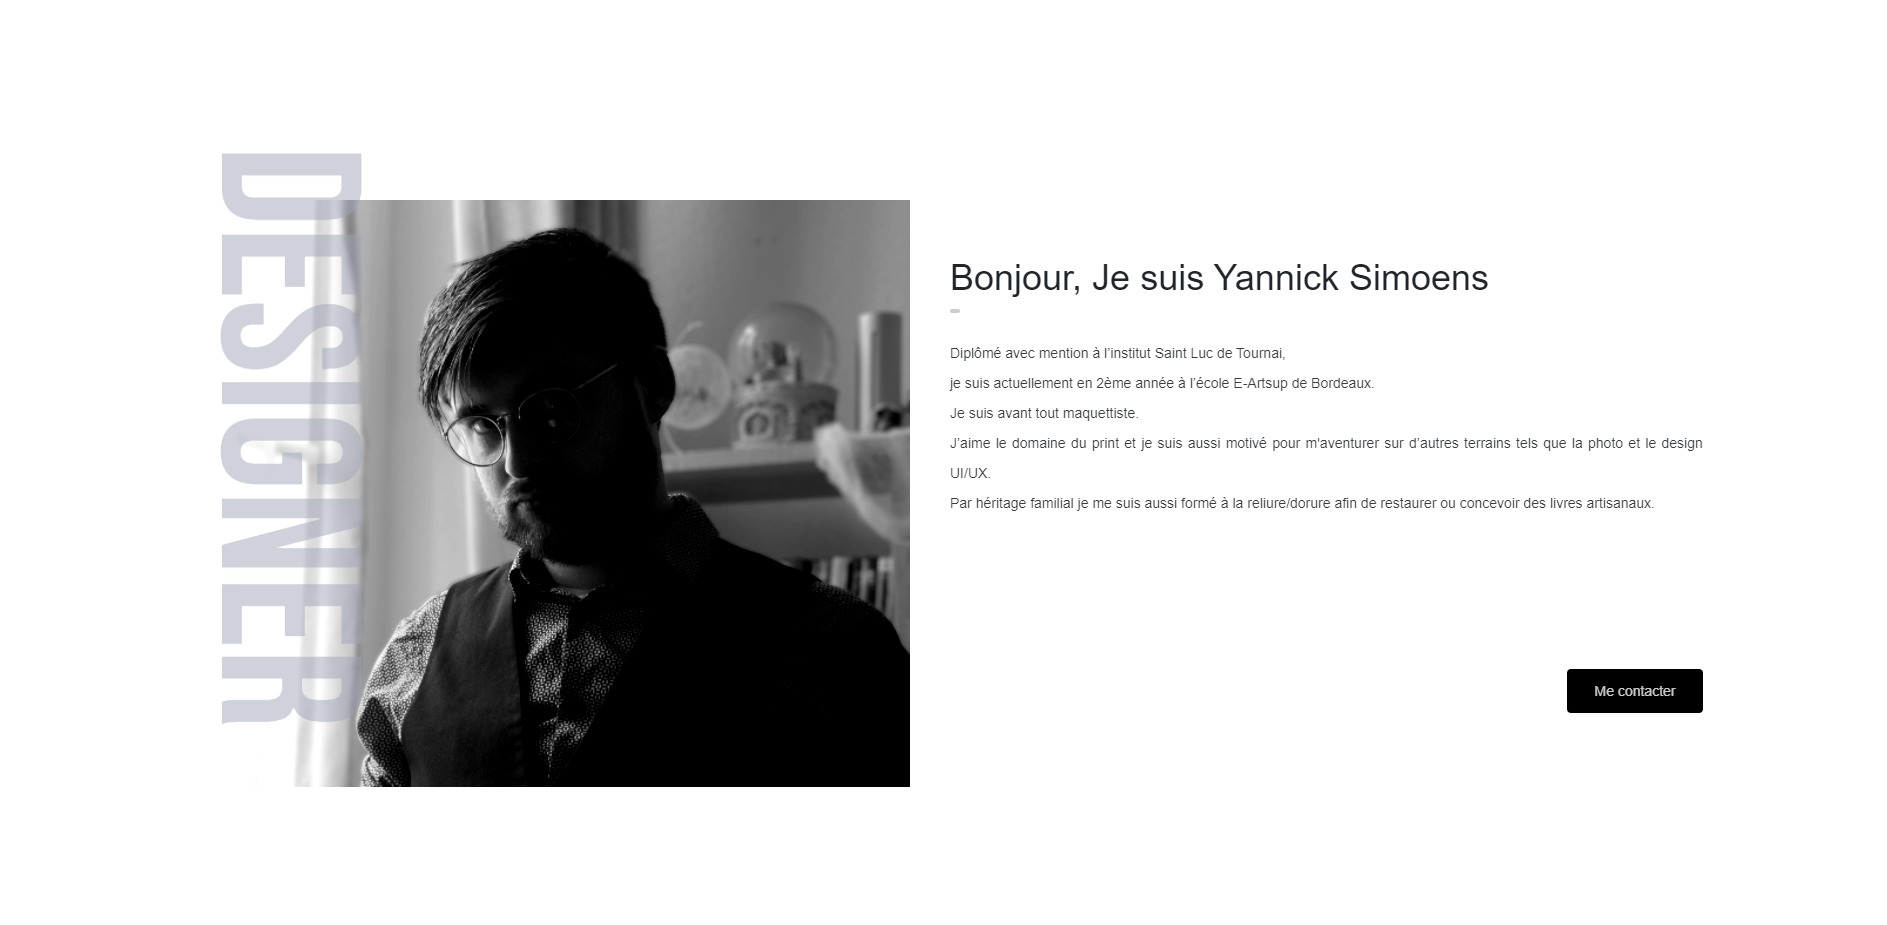 DESIGNER
Bonjour, Je suis Yannick Simoens
Diplômé avec mention à l’institut Saint Luc de Tournai,
je suis actuellement en 2ème année à l’école E-Artsup de Bordeaux.
Je suis avant tout maquettiste.
J’aime le domaine du print et je suis aussi motivé pour m'aventurer sur d’autres terrains tels que la photo et le design
UI/UX.
Par héritage familial je me suis aussi formé à la reliure/dorure afin de restaurer ou concevoir des livres artisanaux.
Me contacter